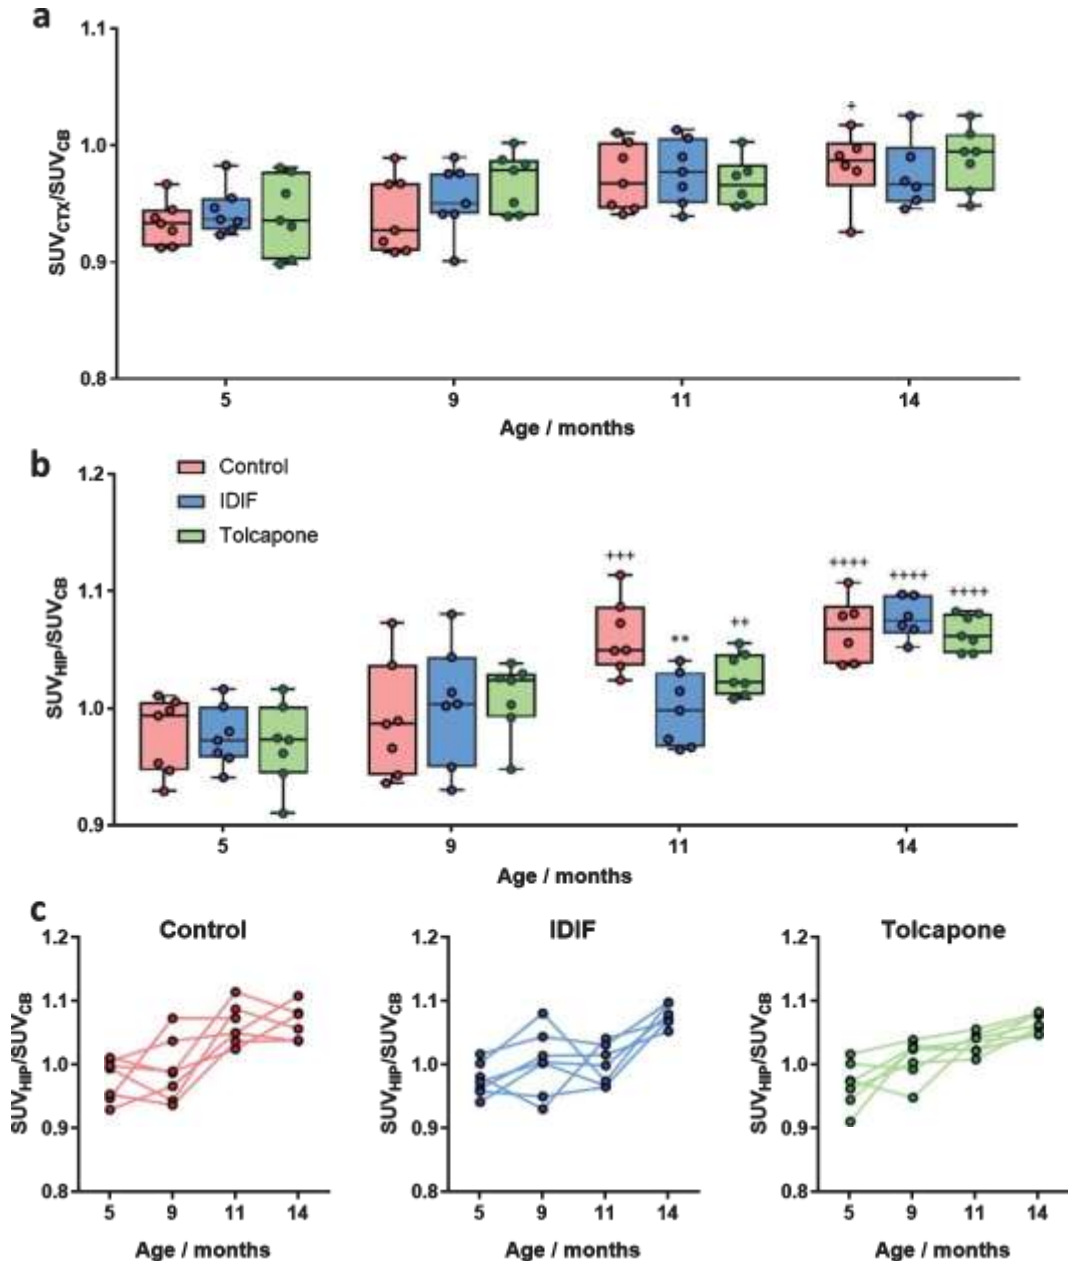 a
1.1
1.0
0.9
0.8
SUVCTX/SUVCB
+
5 9 11 14
Age / months
b
Control
IDIF
Tolcapone
1.2
1.1
1.0
0.9
SUVHIP/SUVCB
+++ ** ++ ++++ ++++ ++++
5 9 11 14
Age / months
c
Control
1.2
1.1
1.0
0.9
0.8
SUVHIP/SUVCB
5 9 11 14
Age / months
IDIF
1.2
1.1
1.0
0.9
0.8
SUVHIP/SUVCB
5 9 11 14
Age / months
Tolcapone
1.2
1.1
1.0
0.9
0.8
SUVHIP/SUVCB
5 9 11 14
Age / months